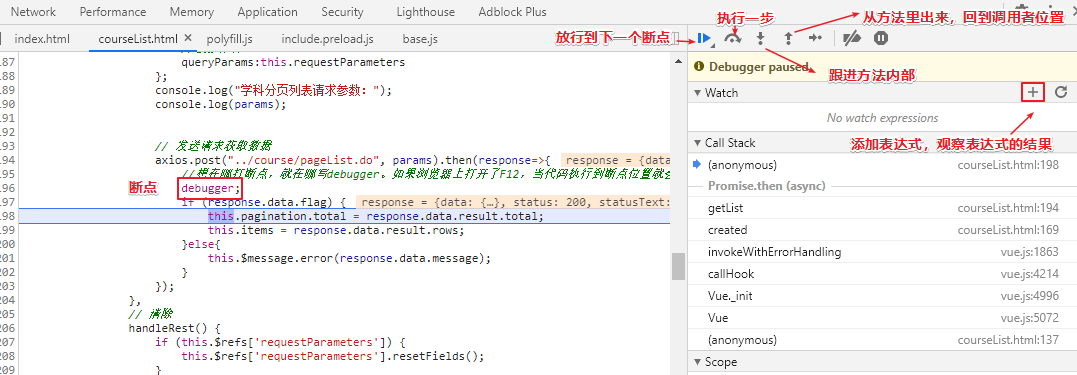 Network
Performance
Memory
Application
Security
Lighthouse
Adblock Plus
index.html
courseList.html ×
polyfill.js
include.preload.js
base.js
放行到下一个断点
执行一步
从方法里出来，回到调用者位置
跟进方法内部
187 queryParams:this.requestParameters
188 };
189 console.log("学科分页列表请求参数：");
190 console.log(params);
191
192
193 // 发送请求获取数据
194 axios.post("../course/pageList.do", params).then(response=>{ response = {data
195 //想在哪打断点，就在哪写debugger。如果浏览器上打开了F12，当代码执行到断点位置就会
断点
196 debugger;
197 if (response.data.flag) { response = {data: {…}, status: 200, statusText:
198 this.pagination.total = response.data.result.total;
199 this.items = response.data.result.rows;
200 }else{
201 this.$message.error(response.data.message);
202 }
203 });
204 },
205 // 清除
206 handleRest() {
207 if (this.$refs['requestParameters']) {
208 this.$refs['requestParameters'].resetFields();
209 }
Debugger paused
Watch
No watch expressions
添加表达式，观察表达式的结果
Call Stack
(anonymous) courseList.html:198
Promise.then (async)
getList courseList.html:194
created courseList.html:169
invokeWithErrorHandling vue.js:1863
callHook vue.js:4214
Vue._init vue.js:4996
Vue vue.js:5072
(anonymous) courseList.html:137
Scope